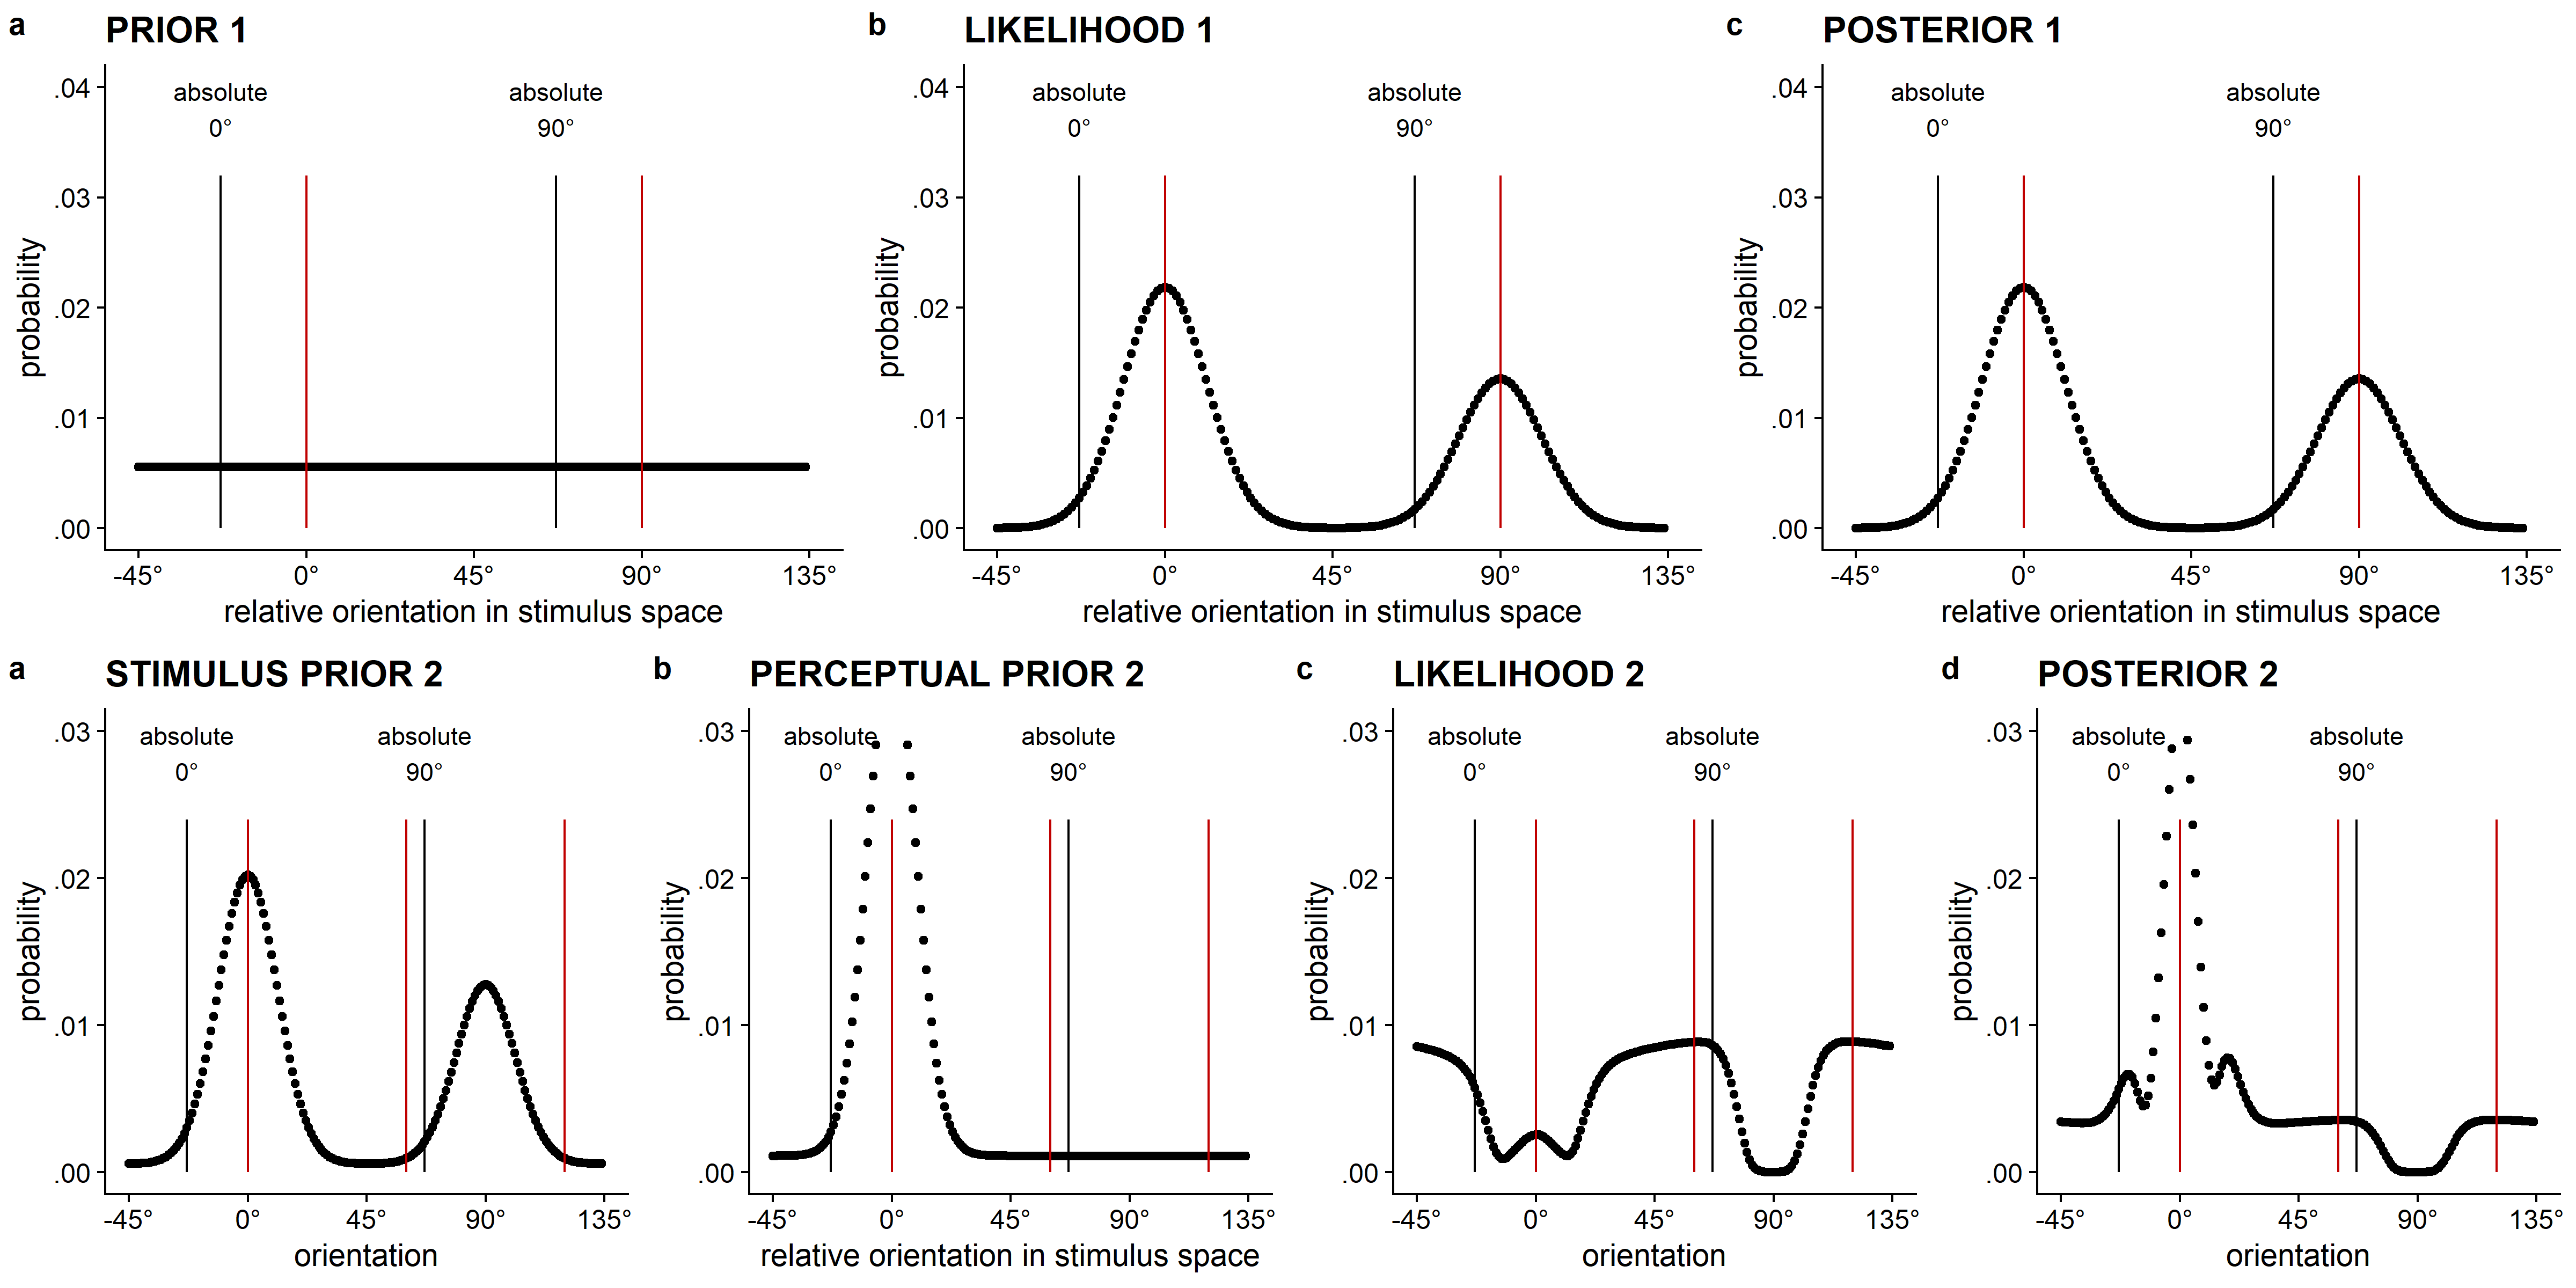 a PRIOR 1
.04
.03
.02
.01
.00
probability
absolute 0°
absolute 90°
-45° 0° 45° 90° 135°
relative orientation in stimulus space
b LIKELIHOOD 1
.04
.03
.02
.01
.00
probability
absolute 0°
absolute 90°
-45° 0° 45° 90° 135°
relative orientation in stimulus space
c POSTERIOR 1
.04
.03
.02
.01
.00
probability
absolute 0°
absolute 90°
-45° 0° 45° 90° 135°
relative orientation in stimulus space
a STIMULUS PRIOR 2
.03
.02
.01
.00
probability
absolute 0°
absolute 90°
-45° 0° 45° 90° 135°
orientation
b PERCEPTUAL PRIOR 2
.03
.02
.01
.00
probability
absolute 0°
absolute 90°
-45° 0° 45° 90° 135°
relative orientation in stimulus space
c LIKELIHOOD 2
.03
.02
.01
.00
probability
absolute 0°
absolute 90°
-45° 0° 45° 90° 135°
orientation
d POSTERIOR 2
.03
.02
.01
.00
probability
absolute 0°
absolute 90°
-45° 0° 45° 90° 135°
orientation